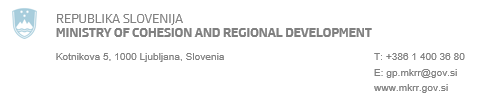 REPUBLIKA SLOVENIJA
MINISTRY OF COHESION AND REGIONAL DEVELOPMENT
Kotnikova 5, 1000 Ljubljana, Slovenia
T: +386 1 400 36 80
E: gp.mkrr@gov.si
www.mkrr.gov.si